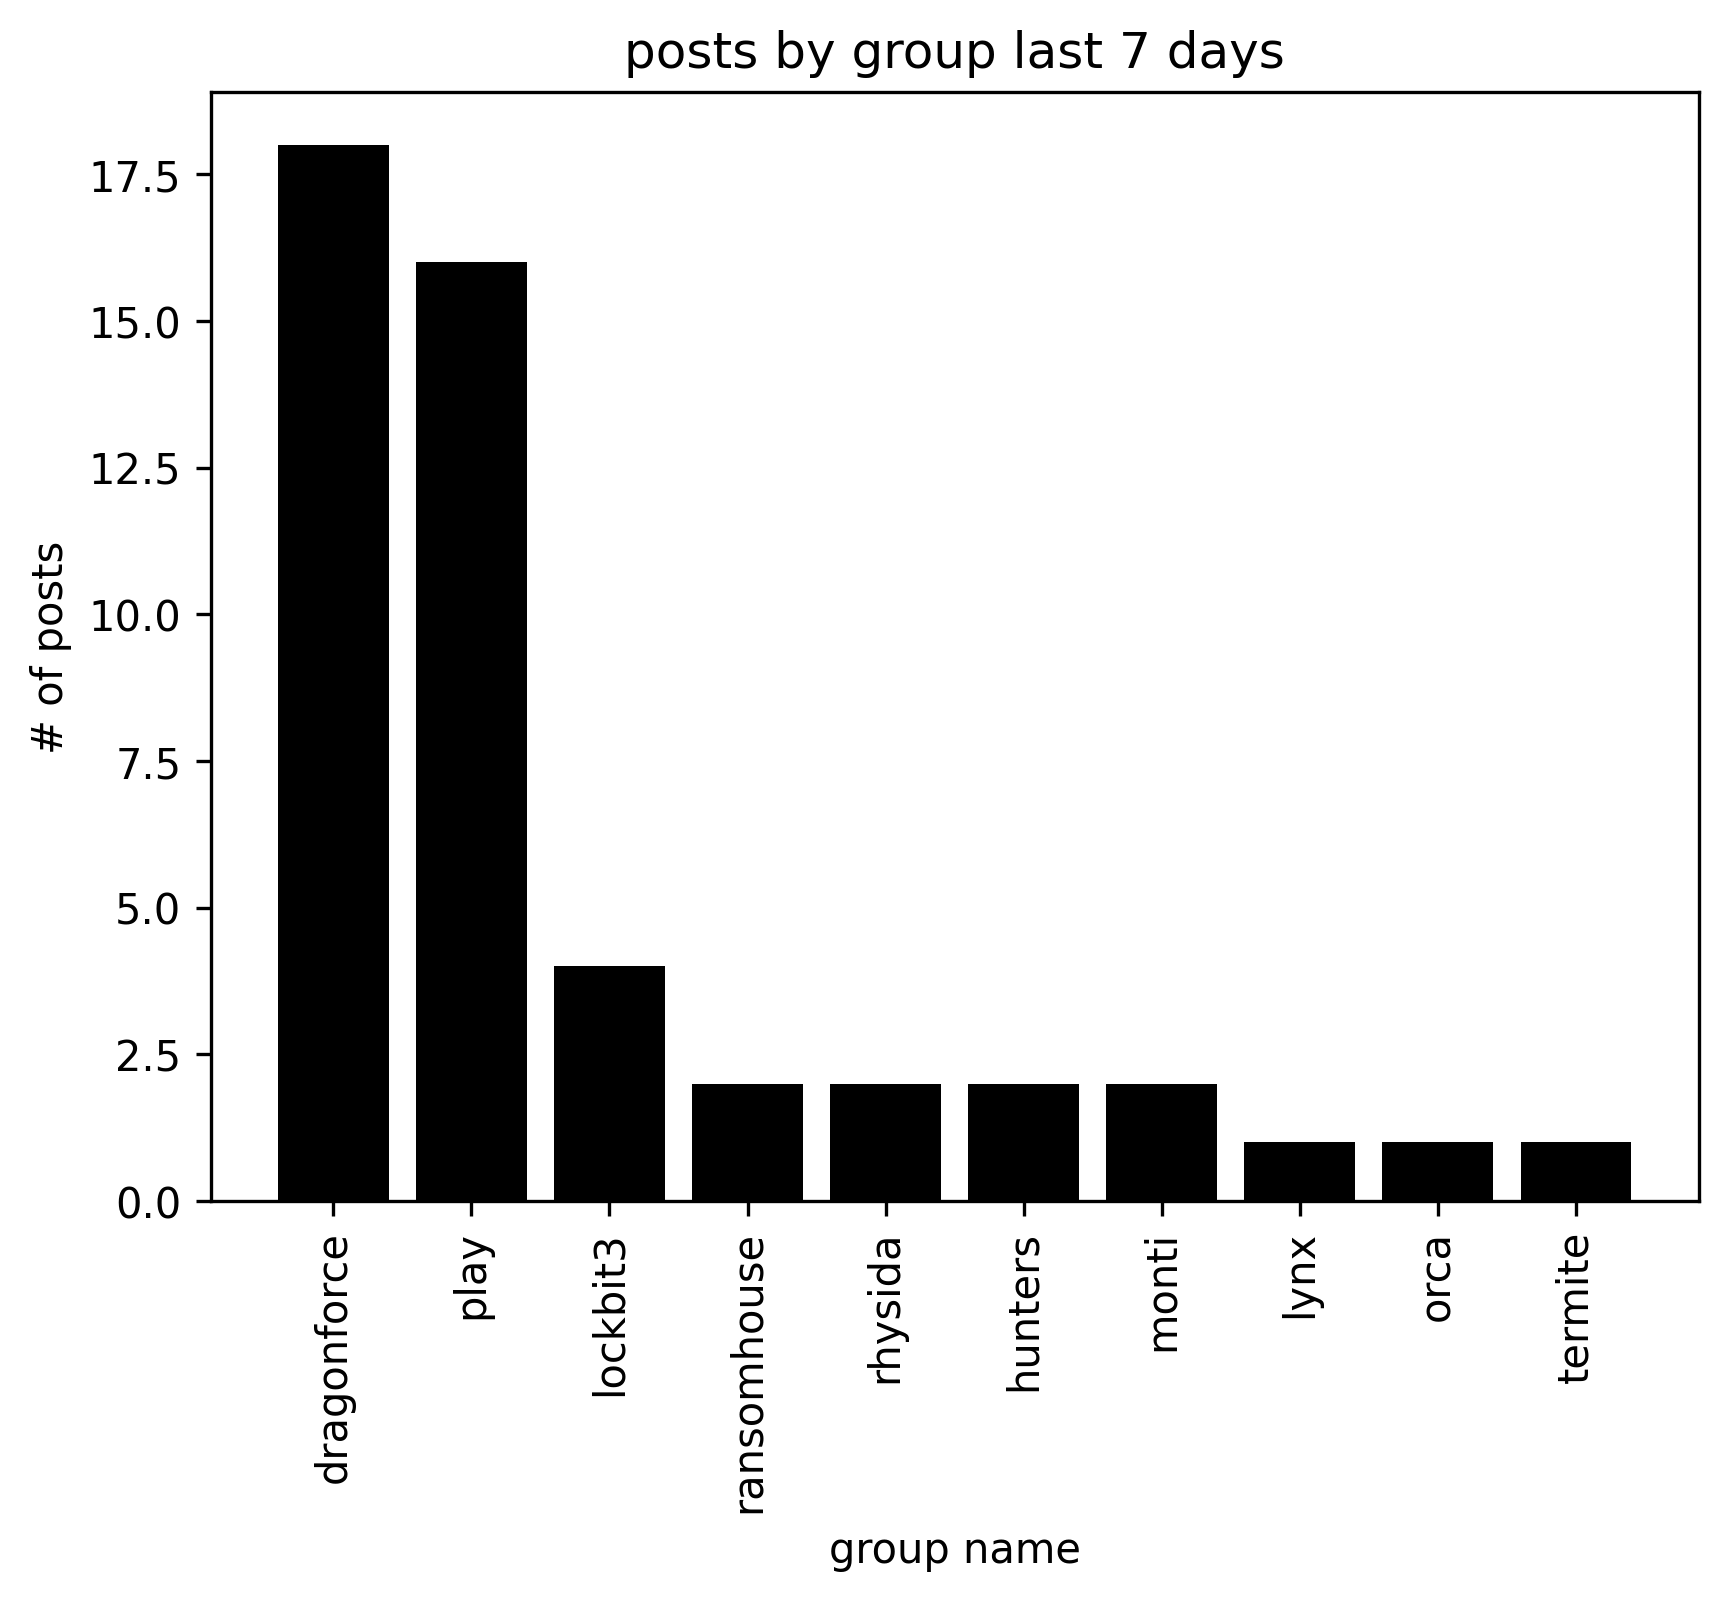 posts by group last 7 days
# of posts
17.5
15.0
12.5
10.0
7.5
5.0
2.5
0.0
dragonforce
play
lockbit3
ransomhouse
rhysida
hunters
monti
lynx
orca
termite
group name